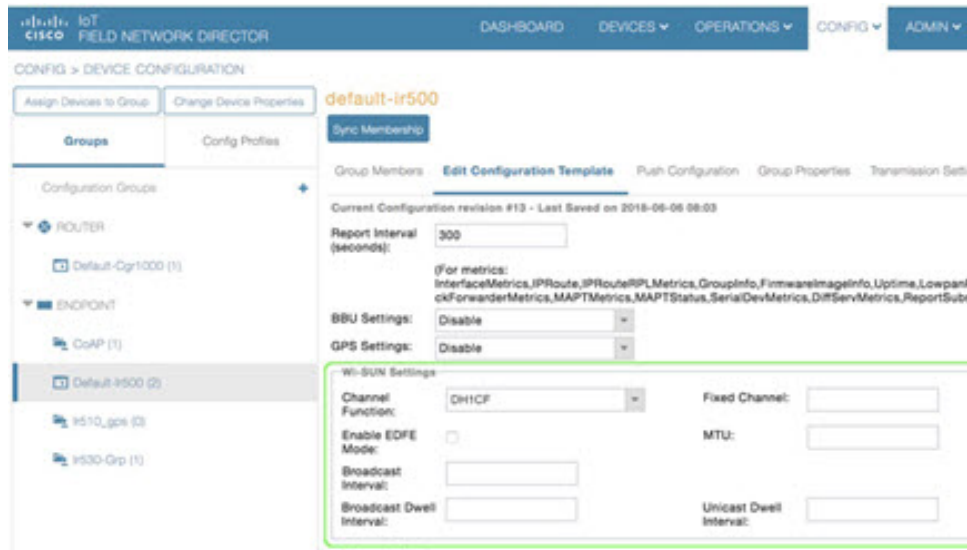 cisco IoT
FIELD NETWORK DIRECTOR
DASHBOARD DEVICES OPERATIONS CONFIG ADMIN
CONFIG > DEVICE CONFIGURATION
Assign Devices to Group Change Device Properties
default-ir500
Sync Membership
Groups Config Profiles
Group Members Edit Configuration Template Push Configuration Group Properties Transmission
Configuration Groups +
Current Configuration revision #13 - Last Saved on 2018-06-06 08:03
ROUTER
Report Interval (seconds): 300
Default-Cgr1000 (1)
(For metrics:
InterfaceMetrics,IPRoute,IPRouteRPLMetrics,GroupInfo,FirmwareImageInfo,Uptime,Lowpan
ckForwarderMetrics,MAPTMetrics,MAPTStatus,SerialDevMetrics,DiffServMetrics,ReportSub
ENDPOINT
BBU Settings: Disable
CoAP (1)
GPS Settings: Disable
Default-Ir500 (2)
Wi-SUN Settings
Channel Function: DH1CF Fixed Channel:
Ir510_gps (0)
Enable EDFE Mode: MTU:
Ir530-Grp (1)
Broadcast Interval:
Broadcast Dwell Interval: Unicast Dwell Interval: